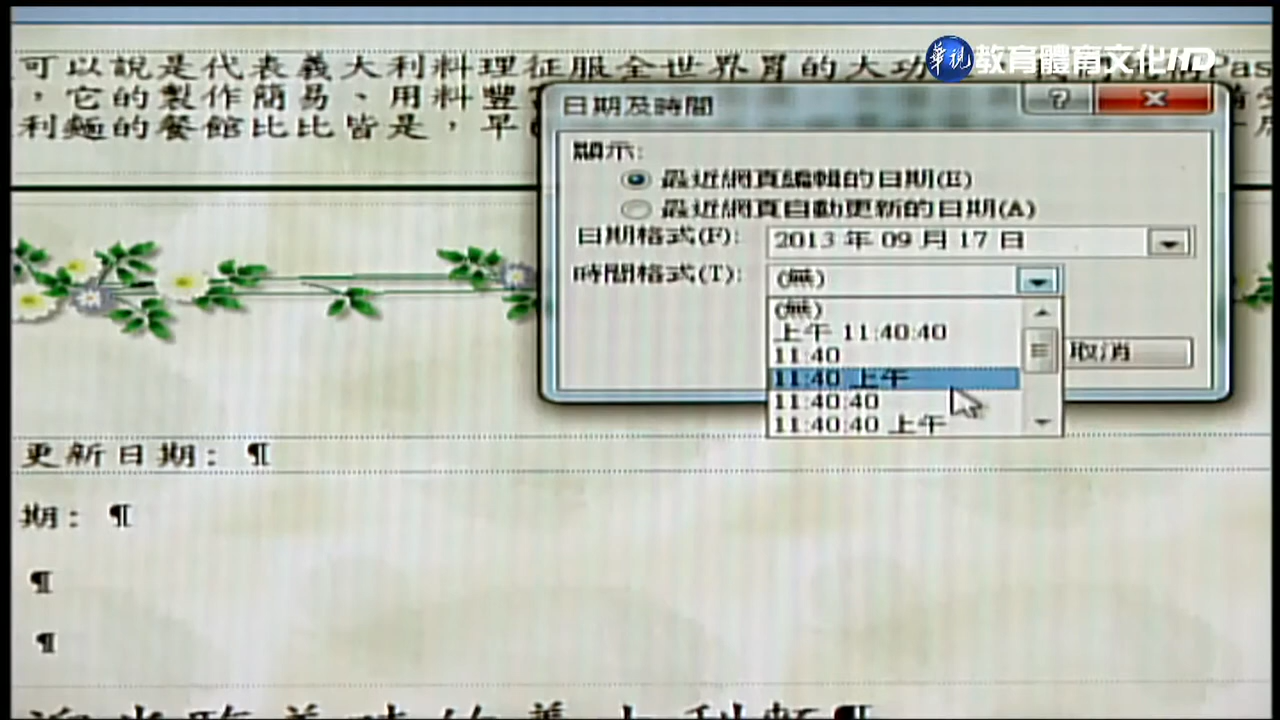 華視 教育體育文化HD
可以說是代表義大利料理征服全世界胃的大功
，它的製作簡易、用料豐
利麵的餐館比比皆是，早
日期及時間
顯示:
最近網頁編輯的日期(E)
最近網頁自動更新的日期(A)
日期格式(F): 2013 年 09 月 17 日
時間格式(T): (無)
(無)
上午 11:40:40
11:40
11:40 上午
11:40:40
11:40:40 上午
取消
更新日期：¶
期：¶
¶
¶